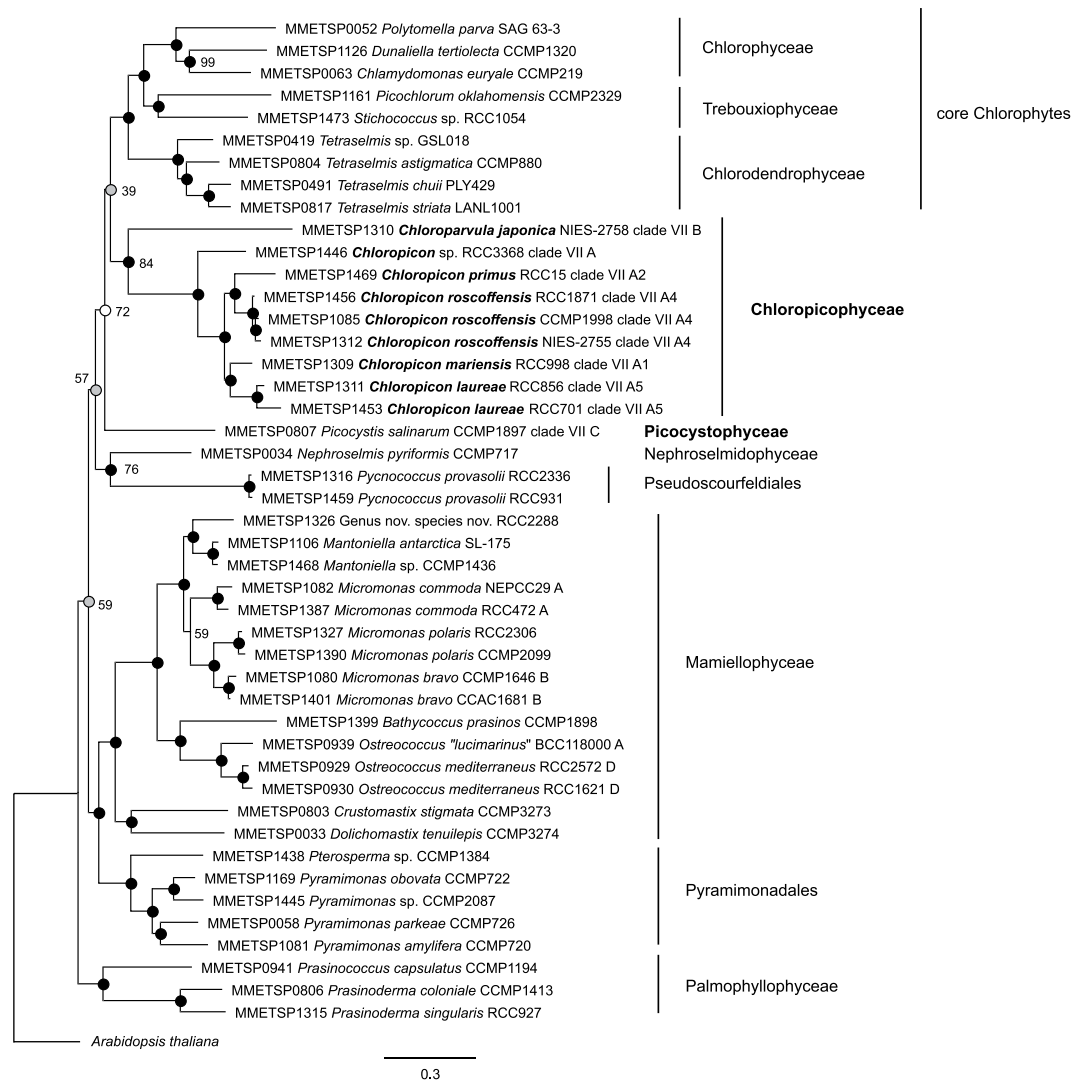 MMETSP0052 Polytomella parva SAG 63-3
MMETSP1126 Dunaliella tertiolecta CCMP1320
Chlorophyceae
99
MMETSP0063 Chlamydomonas euryale CCMP219
MMETSP1161 Picochlorum oklahomensis CCMP2329
Trebouxiophyceae
core Chlorophytes
MMETSP1473 Stichococcus sp. RCC1054
MMETSP0419 Tetraselmis sp. GSL018
MMETSP0804 Tetraselmis astigmatica CCMP880
Chlorodendrophyceae
MMETSP0491 Tetraselmis chuii PLY429
39
MMETSP0817 Tetraselmis striata LANL1001
MMETSP1310 Chloroparvula japonica NIES-2758 clade VII B
MMETSP1446 Chloropicon sp. RCC3368 clade VII A
84
MMETSP1469 Chloropicon primus RCC15 clade VII A2
MMETSP1456 Chloropicon roscoffensis RCC1871 clade VII A4
Chloropicophyceae
72
MMETSP1085 Chloropicon roscoffensis CCMP1998 clade VII A4
MMETSP1312 Chloropicon roscoffensis NIES-2755 clade VII A4
MMETSP1309 Chloropicon mariensis RCC998 clade VII A1
57
MMETSP1311 Chloropicon laureae RCC856 clade VII A5
MMETSP1453 Chloropicon laureae RCC701 clade VII A5
MMETSP0807 Picocystis salinarum CCMP1897 clade VII C
Picocystophyceae
MMETSP0034 Nephroselmis pyriformis CCMP717
Nephroselmidophyceae
76
MMETSP1316 Pycnococcus provasolii RCC2336
Pseudoscourfeldiales
MMETSP1459 Pycnococcus provasolii RCC931
MMETSP1326 Genus nov. species nov. RCC2288
MMETSP1106 Mantoniella antarctica SL-175
MMETSP1468 Mantoniella sp. CCMP1436
MMETSP1082 Micromonas commoda NEPCC29 A
59
MMETSP1387 Micromonas commoda RCC472 A
59
MMETSP1327 Micromonas polaris RCC2306
MMETSP1390 Micromonas polaris CCMP2099
Mamiellophyceae
MMETSP1080 Micromonas bravo CCMP1646 B
MMETSP1401 Micromonas bravo CCAC1681 B
MMETSP1399 Bathycoccus prasinos CCMP1898
MMETSP0939 Ostreococcus "lucimarinus" BCC118000 A
MMETSP0929 Ostreococcus mediterraneus RCC2572 D
MMETSP0930 Ostreococcus mediterraneus RCC1621 D
MMETSP0803 Crustomastix stigmata CCMP3273
MMETSP0033 Dolichomastix tenuilepis CCMP3274
MMETSP1438 Pterosperma sp. CCMP1384
MMETSP1169 Pyramimonas obovata CCMP722
Pyramimonadales
MMETSP1445 Pyramimonas sp. CCMP2087
MMETSP0058 Pyramimonas parkeae CCMP726
MMETSP1081 Pyramimonas amylifera CCMP720
MMETSP0941 Prasinococcus capsulatus CCMP1194
Palmophyllophyceae
MMETSP0806 Prasinoderma coloniale CCMP1413
MMETSP1315 Prasinoderma singularis RCC927
Arabidopsis thaliana
0.3